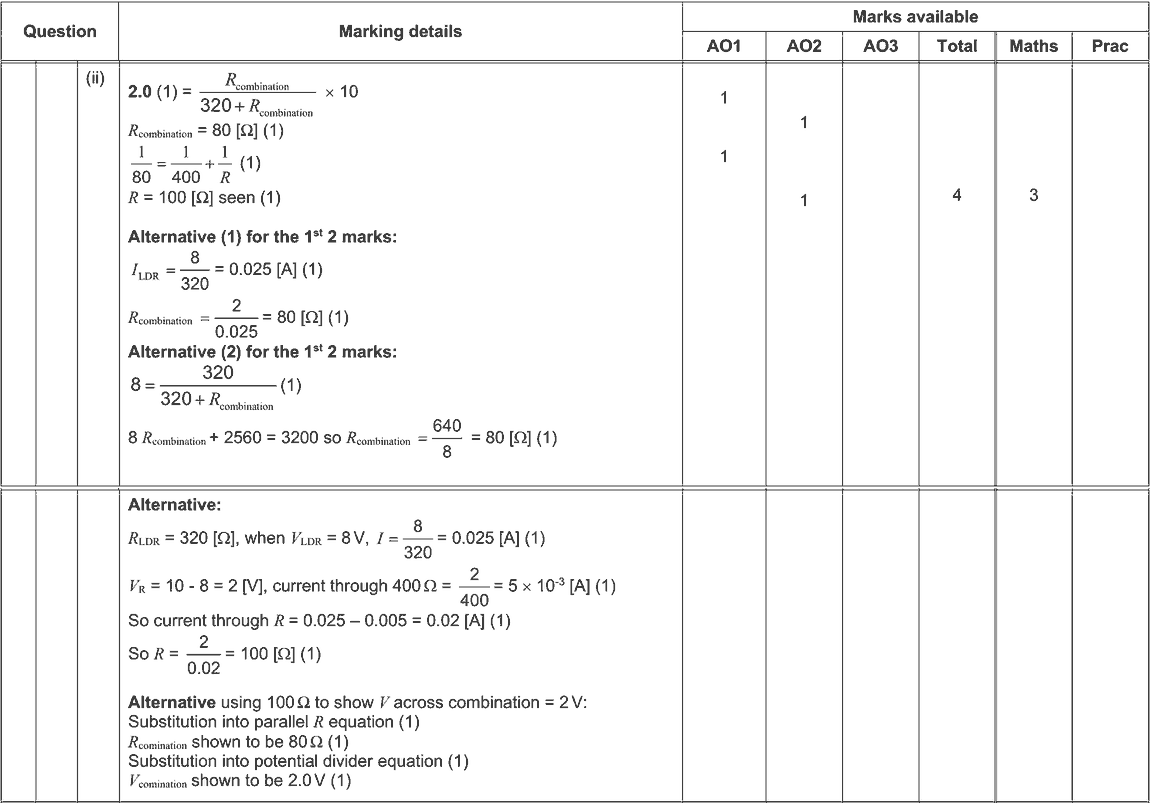 Question Marking details Marks available
AO1 AO2 AO3 Total Maths Prac
(ii) 2.0 (1) = R_combination / (320 + R_combination) × 10 1
R_combination = 80 [Ω] (1) 1
1/80 = 1/400 + 1/R (1) 1
R = 100 [Ω] seen (1) 1 4 3
Alternative (1) for the 1st 2 marks:
I_LDR = 8/320 = 0.025 [A] (1)
R_combination = 2/0.025 = 80 [Ω] (1)
Alternative (2) for the 1st 2 marks:
8 = 320 / (320 + R_combination) (1)
8 R_combination + 2560 = 3200 so R_combination = 640/8 = 80 [Ω] (1)
Alternative:
R_LDR = 320 [Ω], when V_LDR = 8 V, I = 8/320 = 0.025 [A] (1)
V_R = 10 - 8 = 2 [V], current through 400 Ω = 2/400 = 5 × 10^-3 [A] (1)
So current through R = 0.025 – 0.005 = 0.02 [A] (1)
So R = 2/0.02 = 100 [Ω] (1)
Alternative using 100 Ω to show V across combination = 2 V:
Substitution into parallel R equation (1)
R_comination shown to be 80 Ω (1)
Substitution into potential divider equation (1)
V_comination shown to be 2.0 V (1)